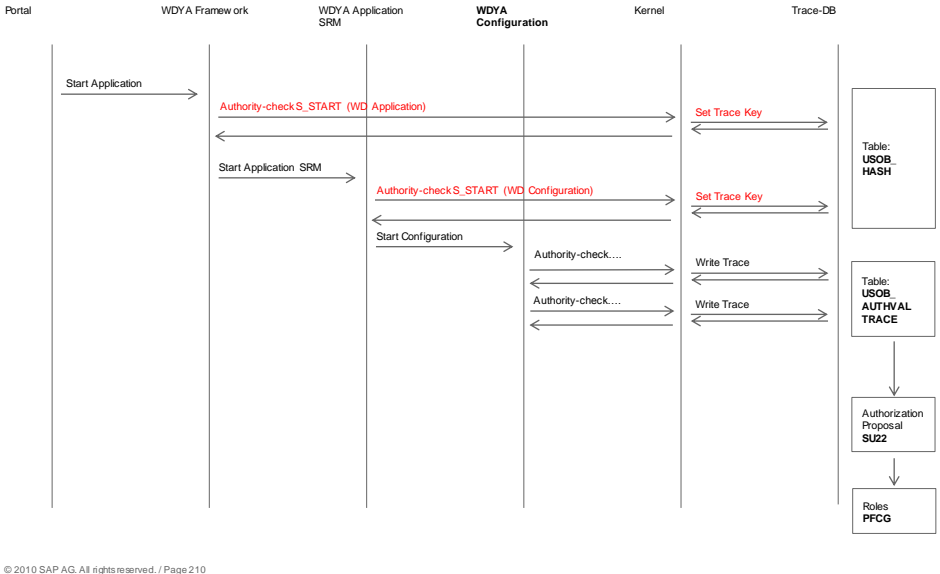 Portal
WDYA Framework
WDYA Application
SRM
WDYA
Configuration
Kernel
Trace-DB
Start Application
Authority-check S_START (WD Application)
Set Trace Key
Start Application SRM
Authority-check S_START (WD Configuration)
Set Trace Key
Start Configuration
Authority-check....
Write Trace
Authority-check....
Write Trace
Table:
USOB_
HASH
Table:
USOB_
AUTHVAL
TRACE
Authorization
Proposal
SU22
Roles
PFCG
© 2010 SAP AG. All rights reserved. / Page 210